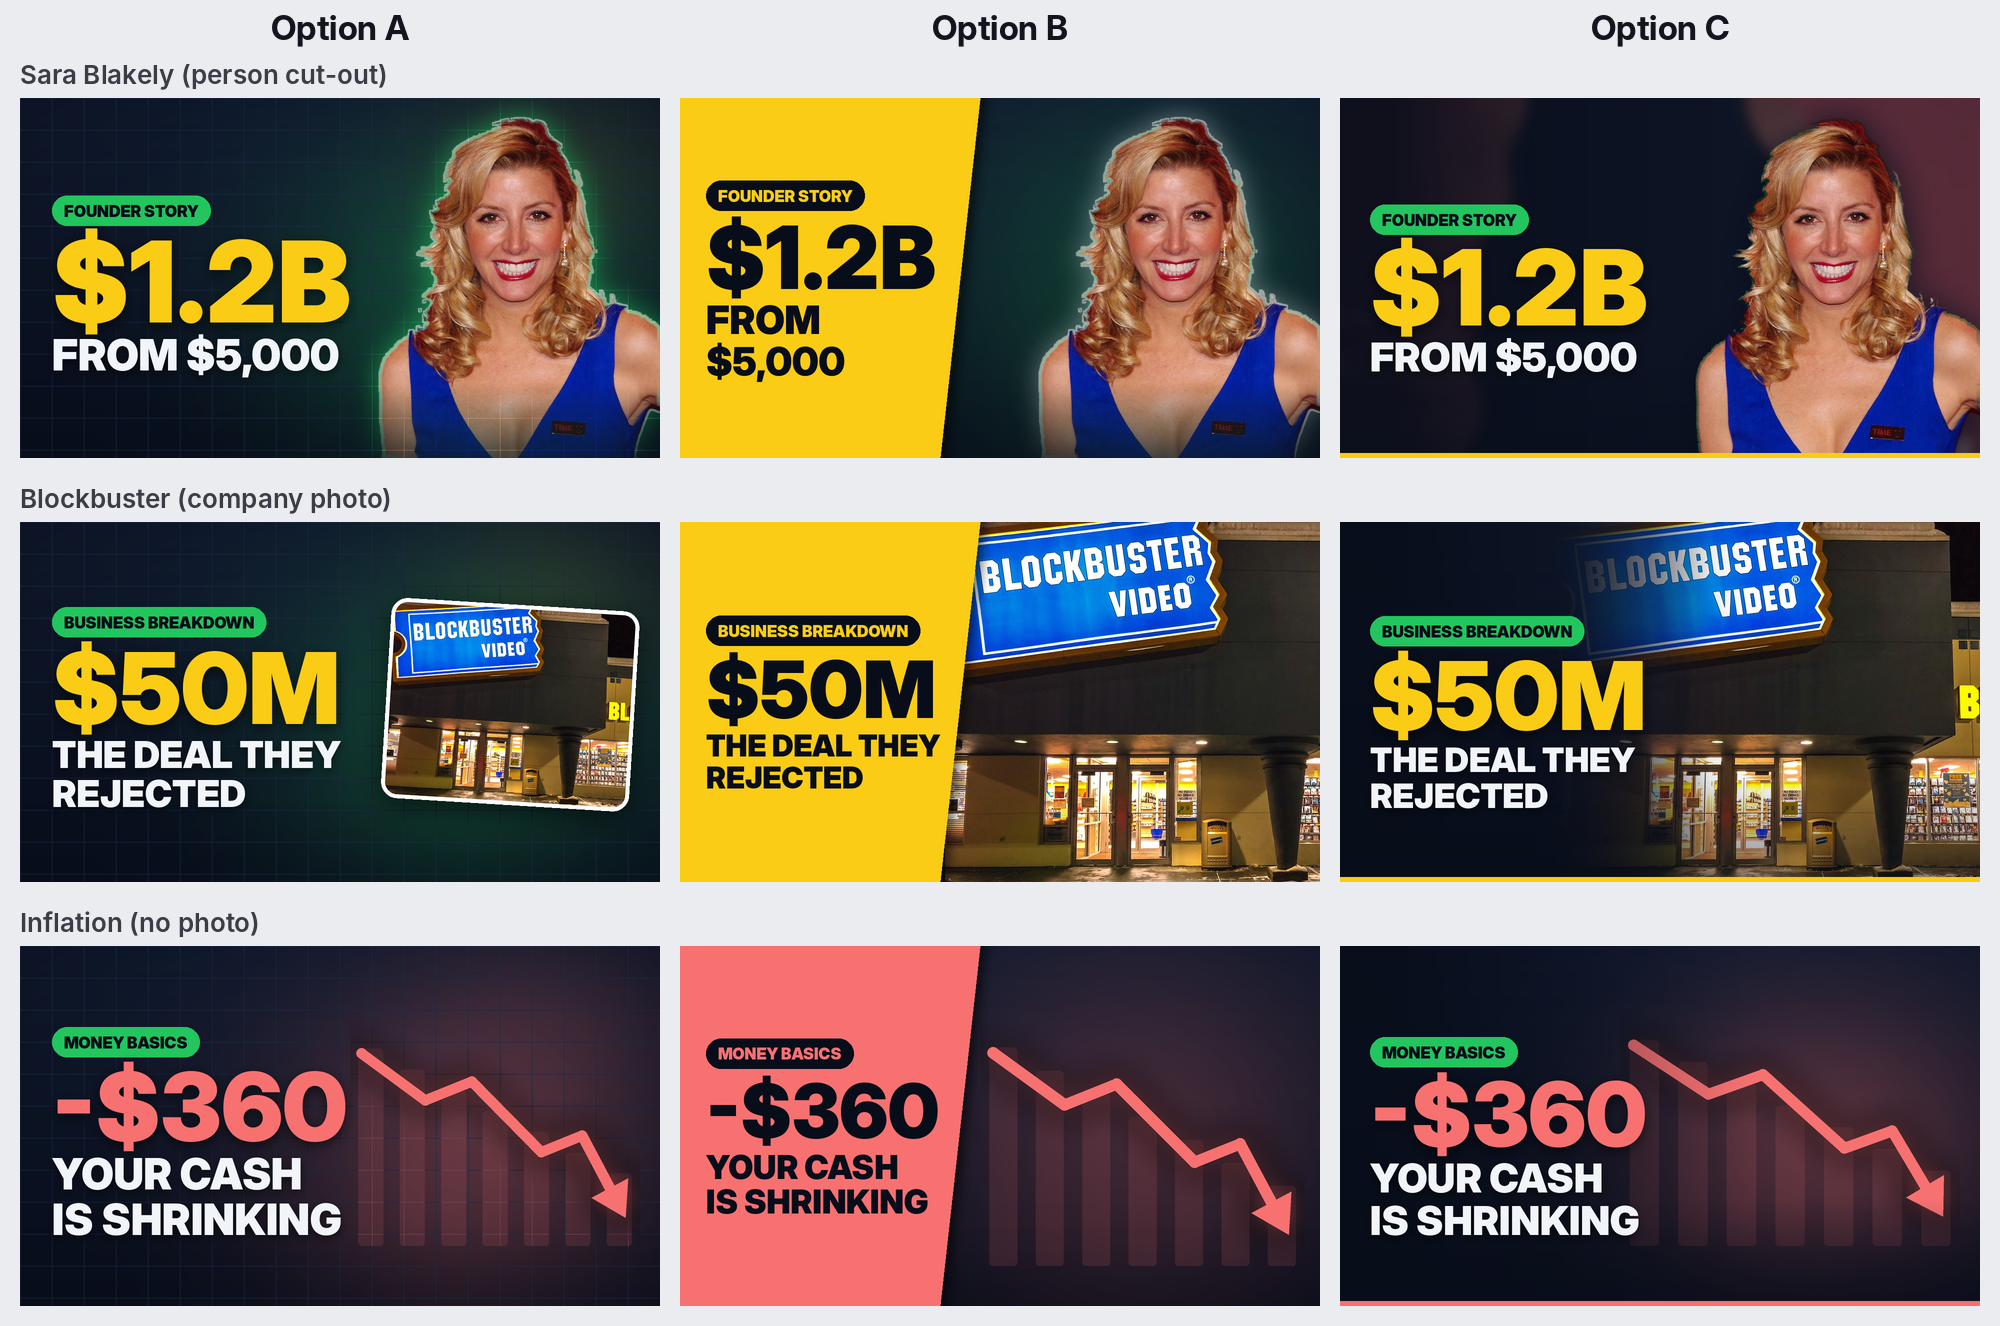 Option A
Option B
Option C
Sara Blakely (person cut-out)
FOUNDER STORY
$1.2B
FROM $5,000
TIME
FOUNDER STORY
$1.2B
FROM
$5,000
TIME
FOUNDER STORY
$1.2B
FROM $5,000
TIME
Blockbuster (company photo)
BUSINESS BREAKDOWN
$50M
THE DEAL THEY
REJECTED
BLOCKBUSTER
VIDEO®
BL
BUSINESS BREAKDOWN
$50M
THE DEAL THEY
REJECTED
BLOCKBUSTER
VIDEO®
BUSINESS BREAKDOWN
$50M
THE DEAL THEY
REJECTED
BLOCKBUSTER
VIDEO®
B
Inflation (no photo)
MONEY BASICS
-$360
YOUR CASH
IS SHRINKING
MONEY BASICS
-$360
YOUR CASH
IS SHRINKING
MONEY BASICS
-$360
YOUR CASH
IS SHRINKING